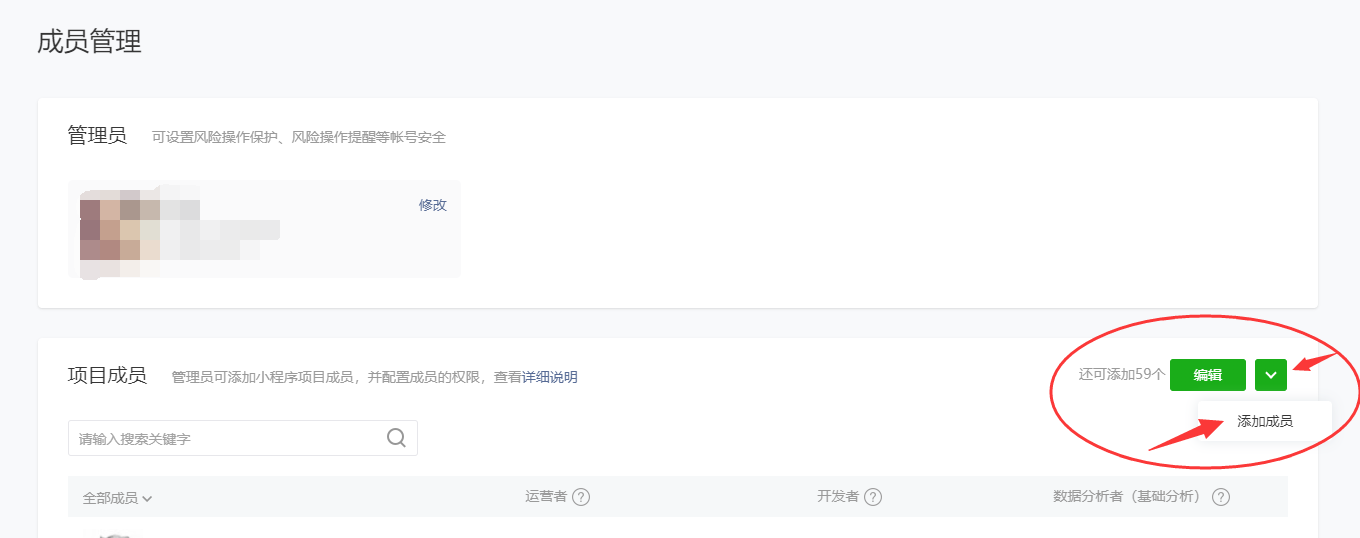 成员管理
管理员 可设置风险操作保护、风险操作提醒等帐号安全
修改
项目成员 管理员可添加小程序项目成员，并配置成员的权限，查看详细说明 还可添加59个 编辑
添加成员
请输入搜索关键字
全部成员 运营者 ? 开发者 ? 数据分析者（基础分析） ?